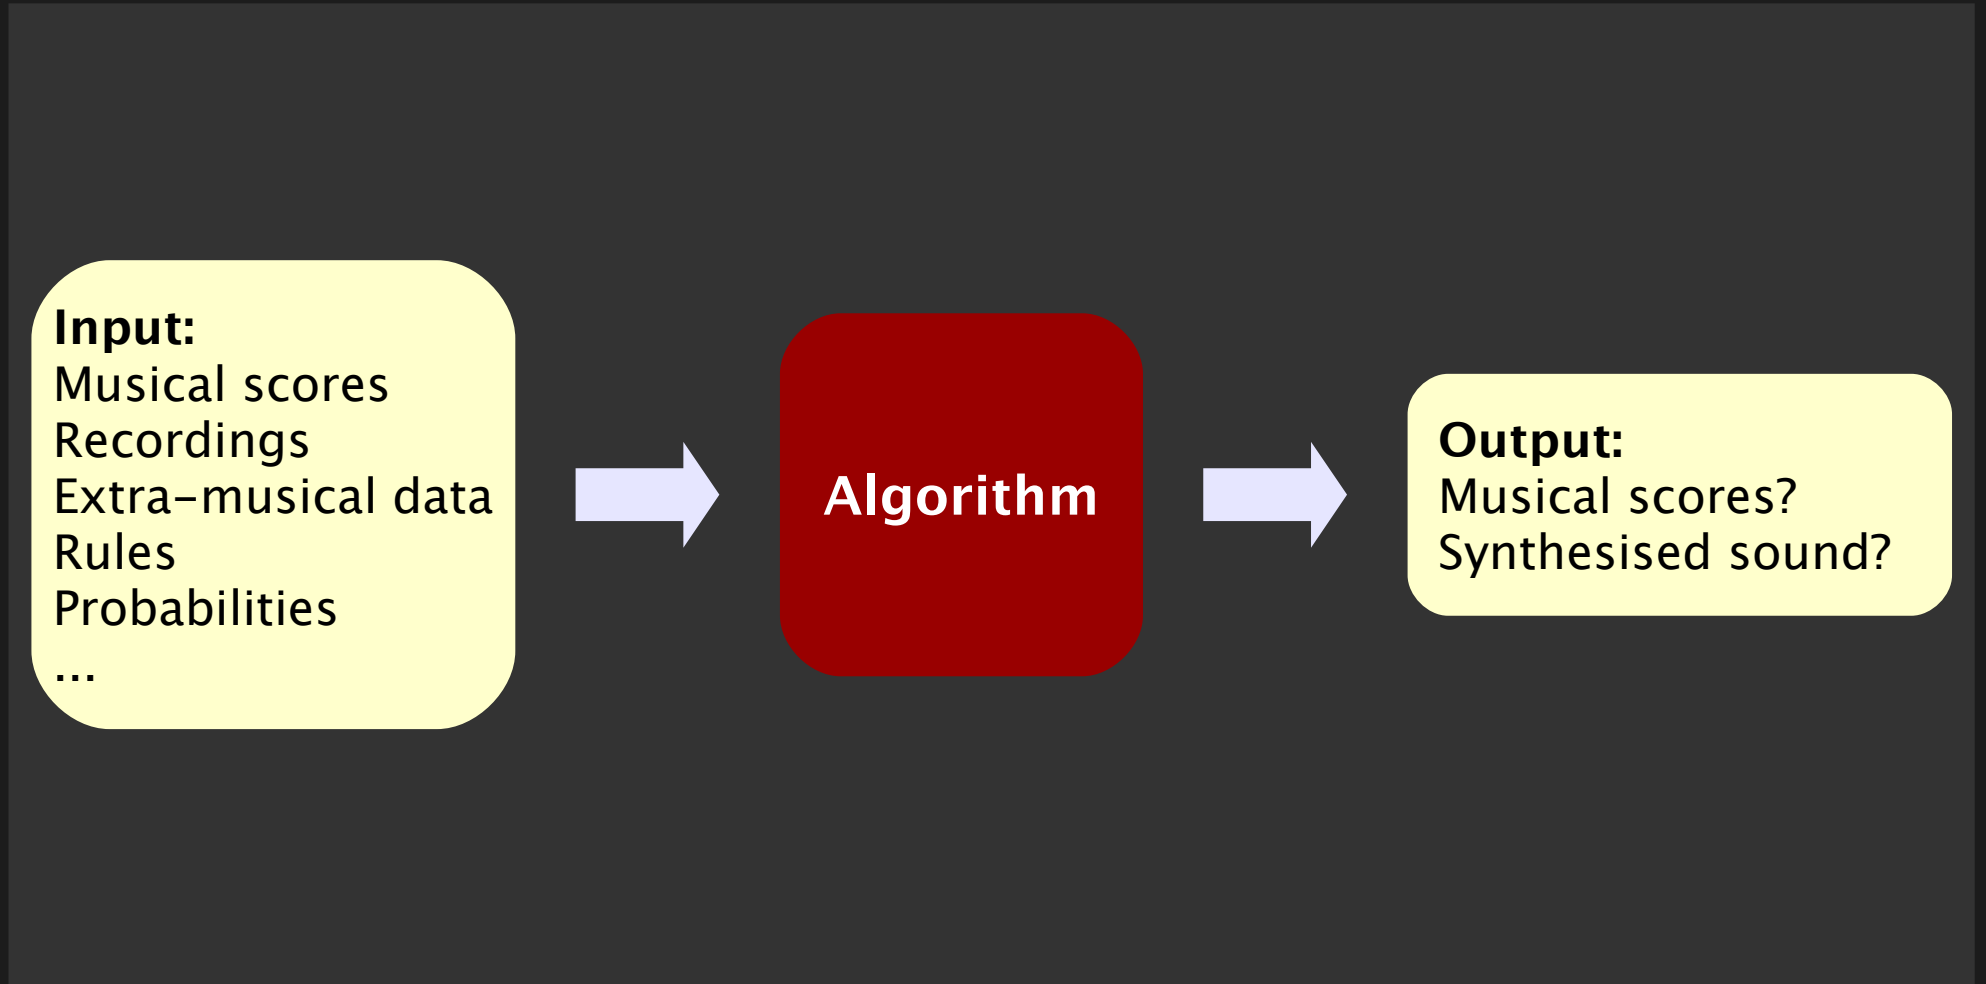 Input:
Musical scores
Recordings
Extra-musical data
Rules
Probabilities
...
Algorithm
Output:
Musical scores?
Synthesised sound?